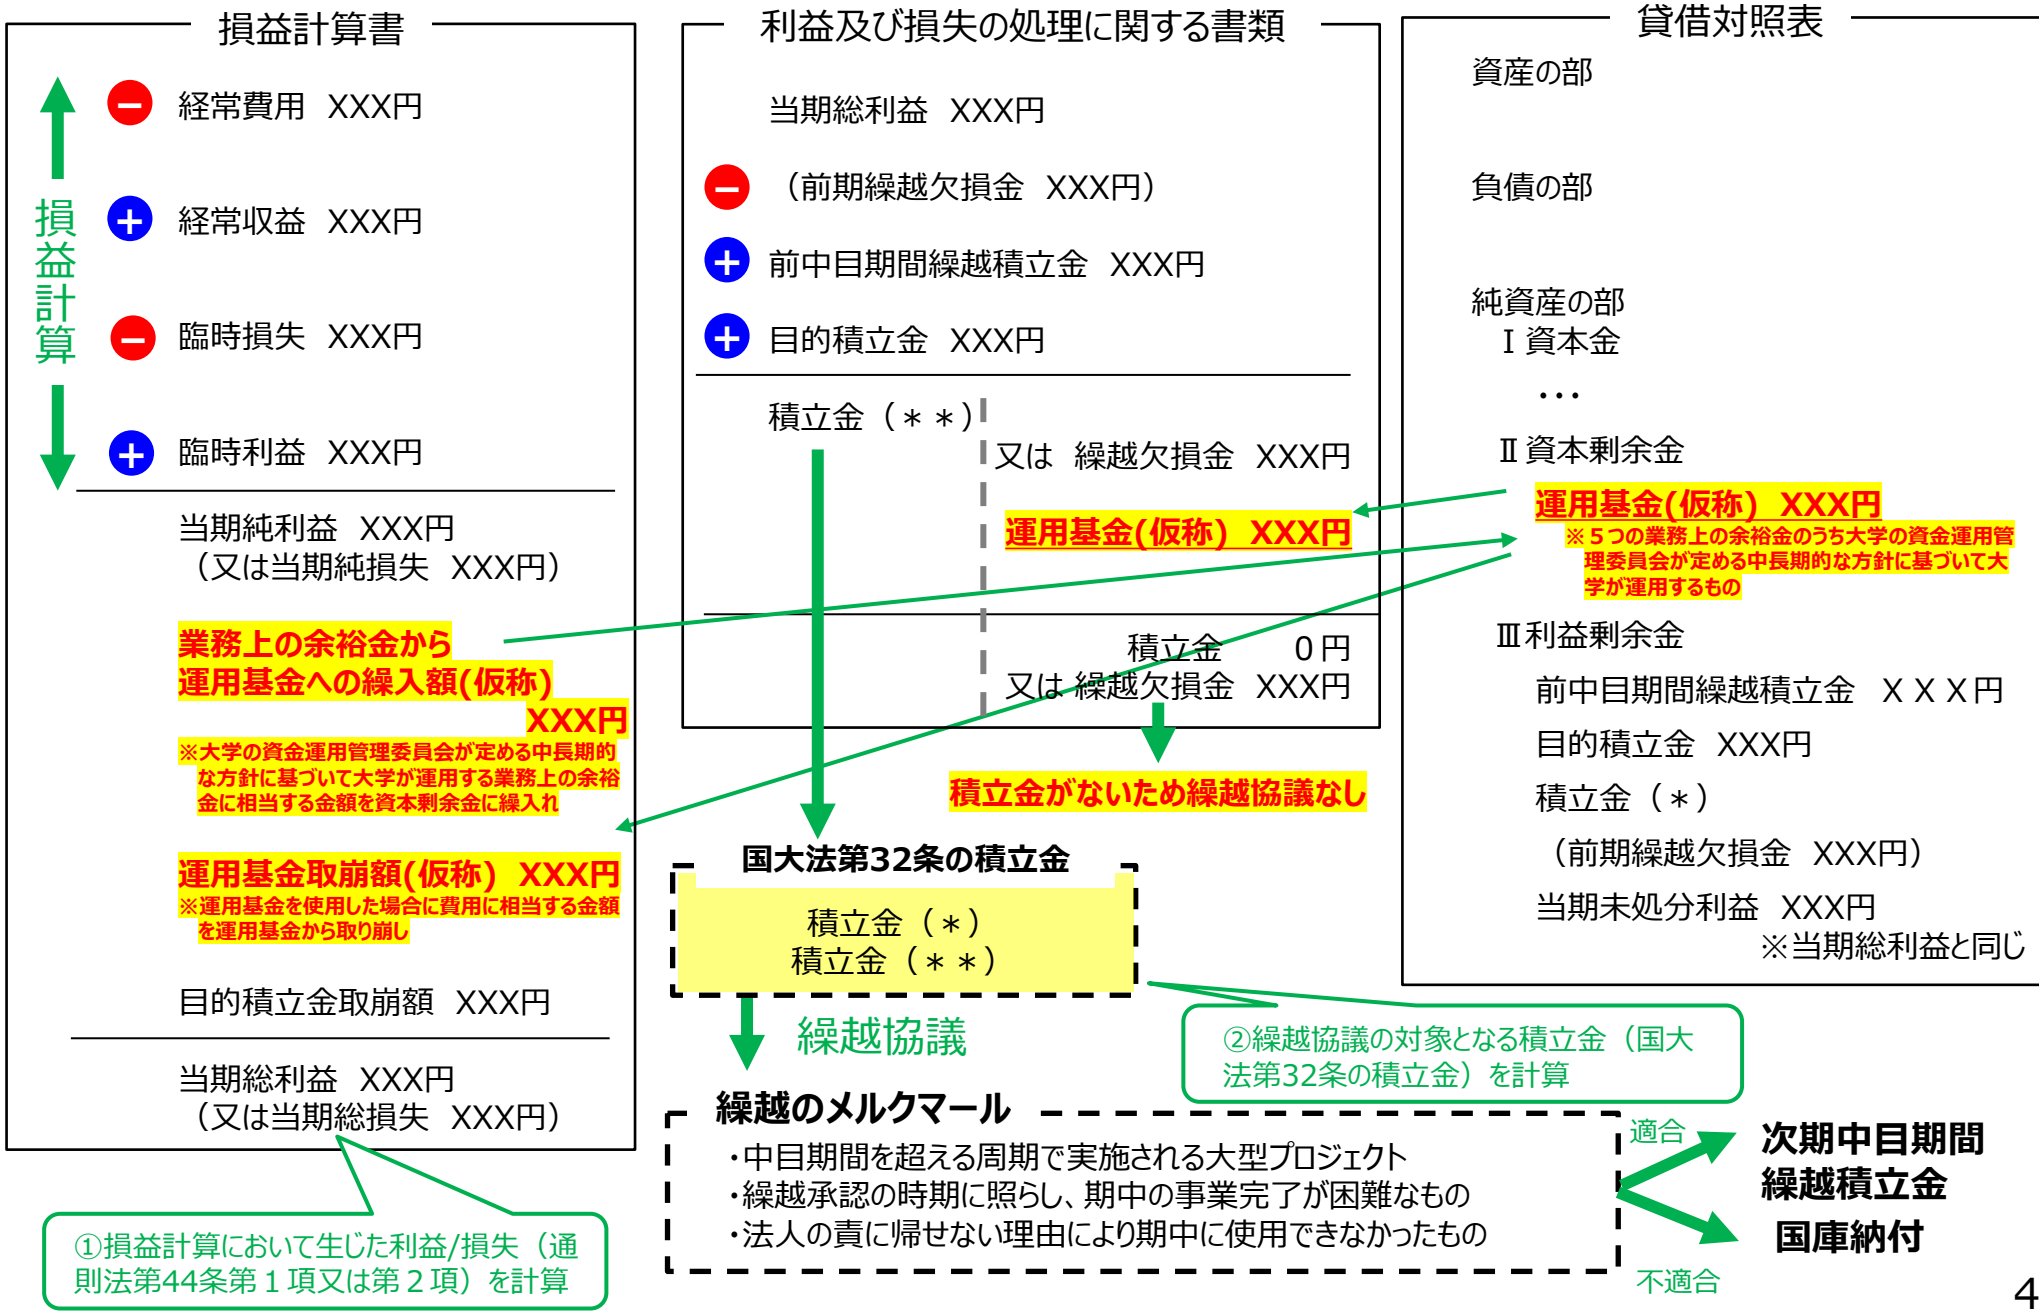 損益計算書
損益計算
経常費用　XXX円
経常収益　XXX円
臨時損失　XXX円
臨時利益　XXX円
当期純利益　XXX円
（又は当期純損失　XXX円）
業務上の余裕金から
運用基金への繰入額(仮称)
XXX円
※大学の資金運用管理委員会が定める中長期的
な方針に基づいて大学が運用する業務上の余裕
金に相当する金額を資本剰余金に繰入れ
運用基金取崩額(仮称)　XXX円
※運用基金を使用した場合に費用に相当する金額
を運用基金から取り崩し
目的積立金取崩額　XXX円
当期総利益　XXX円
（又は当期総損失　XXX円）
①損益計算において生じた利益/損失（通
則法第44条第１項又は第２項）を計算
利益及び損失の処理に関する書類
当期総利益　XXX円
（前期繰越欠損金　XXX円）
前中目期間繰越積立金　XXX円
目的積立金　XXX円
積立金（＊＊）
又は　繰越欠損金　XXX円
運用基金(仮称)　XXX円
積立金　　０円
又は 繰越欠損金　XXX円
積立金がないため繰越協議なし
国大法第32条の積立金
積立金（＊）
積立金（＊＊）
繰越協議
②繰越協議の対象となる積立金（国大
法第32条の積立金）を計算
繰越のメルクマール
・中目期間を超える周期で実施される大型プロジェクト
・繰越承認の時期に照らし、期中の事業完了が困難なもの
・法人の責に帰せない理由により期中に使用できなかったもの
適合
次期中目期間
繰越積立金
国庫納付
不適合
貸借対照表
資産の部
負債の部
純資産の部
Ⅰ資本金
・・・
Ⅱ資本剰余金
運用基金(仮称)　XXX円
※５つの業務上の余裕金のうち大学の資金運用管
理委員会が定める中長期的な方針に基づいて大
学が運用するもの
Ⅲ利益剰余金
前中目期間繰越積立金　ＸＸＸ円
目的積立金　XXX円
積立金（＊）
（前期繰越欠損金　XXX円）
当期未処分利益　XXX円
※当期総利益と同じ
4